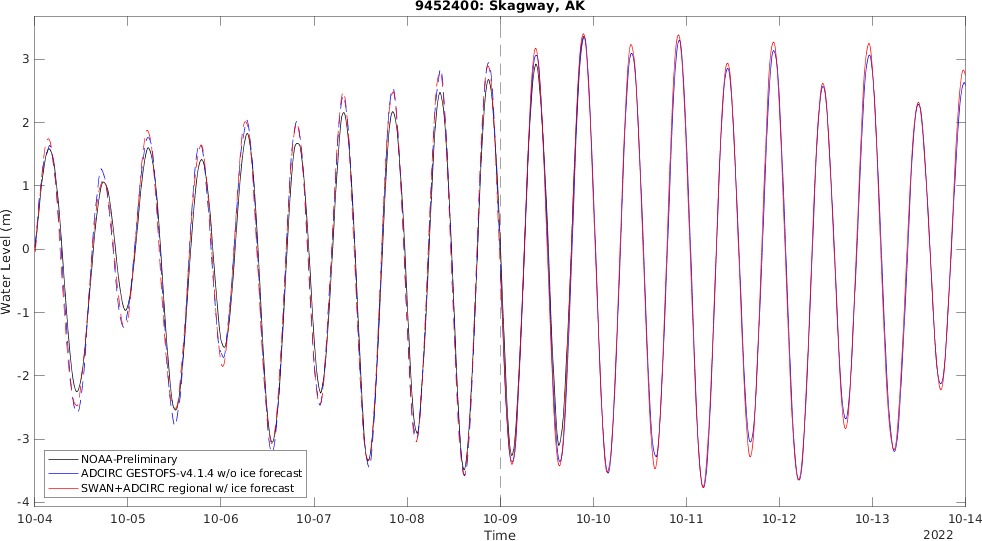 9452400: Skagway, AK
3
2
1
0
-1
-2
-3
-4
Water Level (m)
NOAA-Preliminary
ADCIRC GESTOFS-v4.1.4 w/o ice forecast
SWAN+ADCIRC regional w/ ice forecast
10-04 10-05 10-06 10-07 10-08 10-09 10-10 10-11 10-12 10-13 10-14
Time
2022